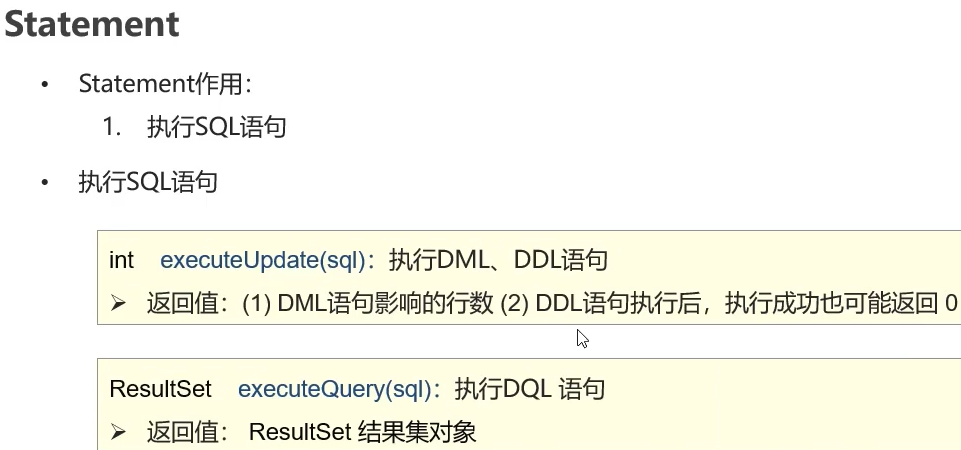 Statement
• Statement作用：
1. 执行SQL语句
• 执行SQL语句
int executeUpdate(sql)：执行DML、DDL语句
➢ 返回值：(1) DML语句影响的行数 (2) DDL语句执行后，执行成功也可能返回 0
ResultSet executeQuery(sql)：执行DQL 语句
➢ 返回值： ResultSet 结果集对象